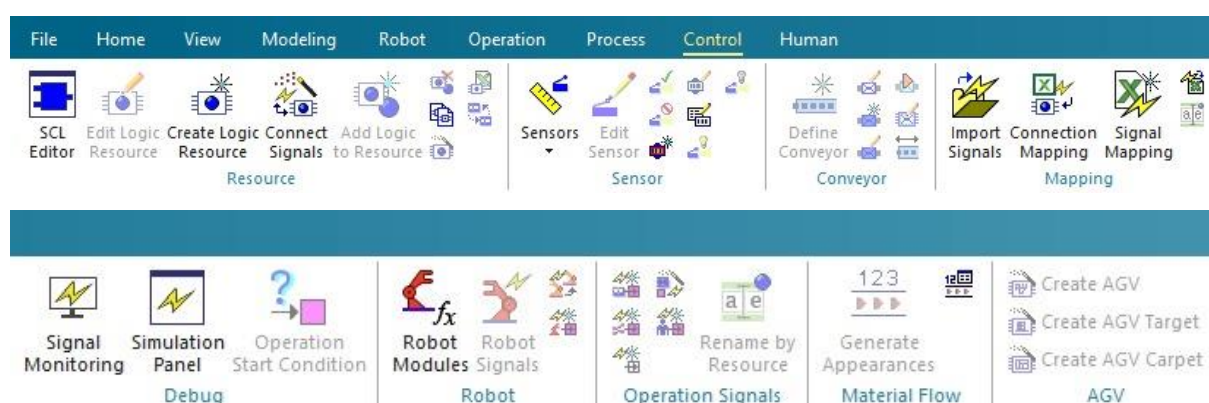 File Home View Modeling Robot Operation Process Control Human
SCL Edit Logic Create Logic Connect Add Logic Sensors Edit Define Import Connection Signal
Editor Resource Resource Signals to Resource Sensor Conveyor Signals Mapping Mapping
Resource Sensor Conveyor Mapping
123
Create AGV
Signal Simulation Operation Robot Robot Rename by Generate Create AGV Target
Monitoring Panel Start Condition Modules Signals Resource Appearances Create AGV Carpet
Debug Robot Operation Signals Material Flow AGV